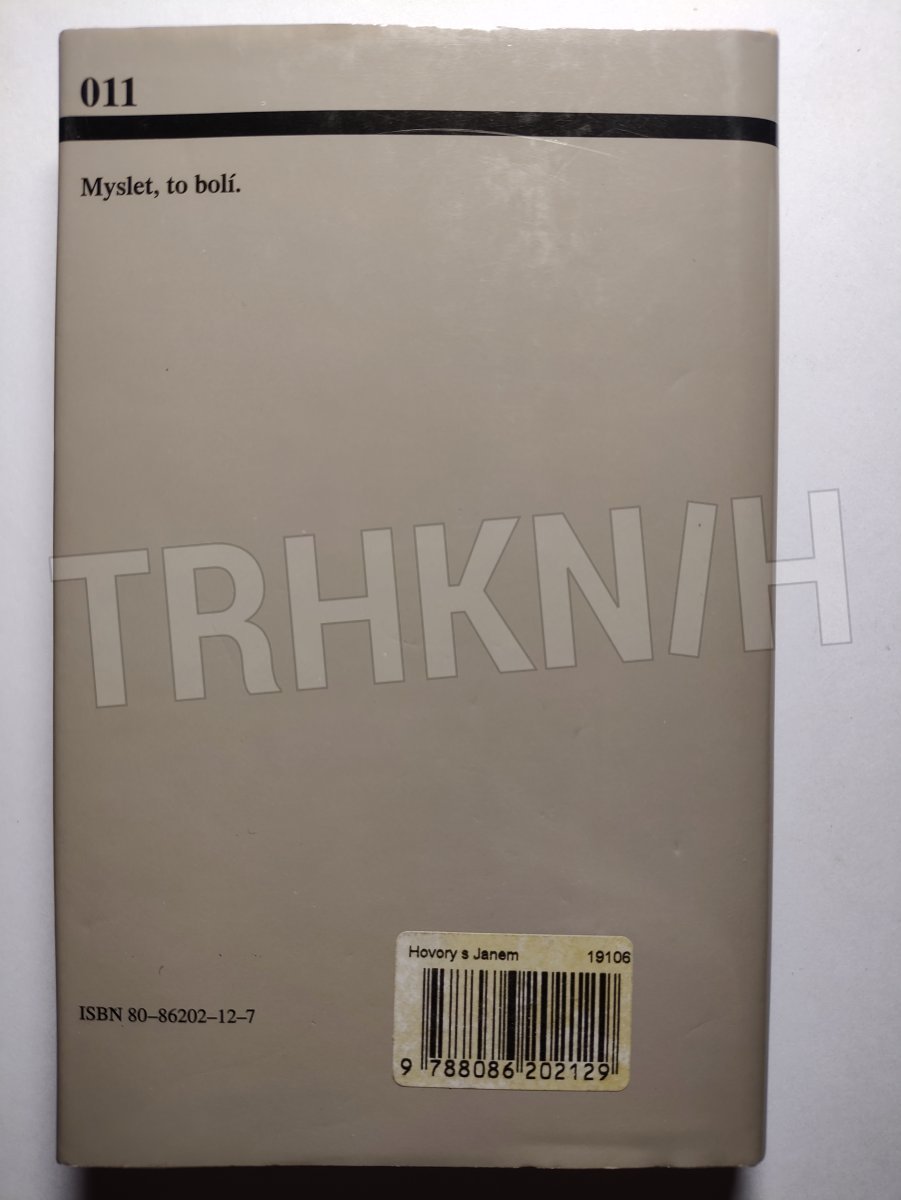 011
Myslet, to bolí.
TRHKNIH
ISBN 80–86202–12–7
Hovory s Janem 19106
9 788086 202129